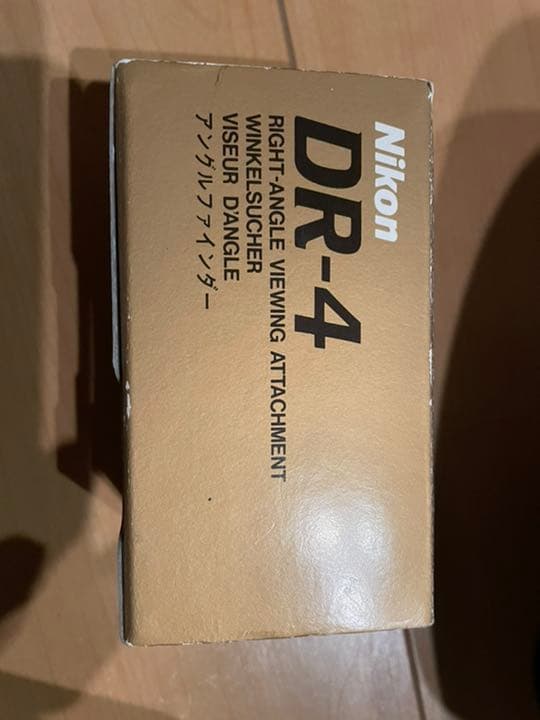 Nikon
DR-4
RIGHT-ANGLE VIEWING ATTACHMENT
WINKELSUCHER
VISEUR D'ANGLE
アングルファインダー